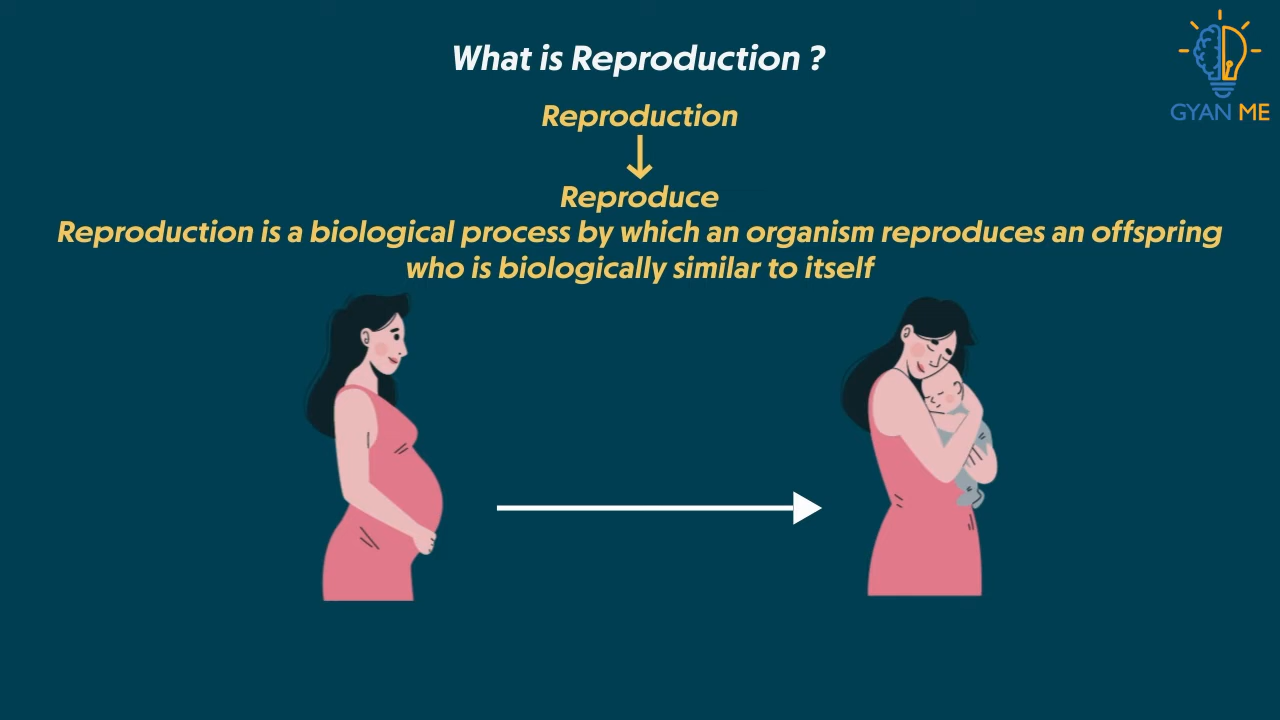 What is Reproduction ?
GYAN ME
Reproduction
Reproduce
Reproduction is a biological process by which an organism reproduces an offspring
who is biologically similar to itself